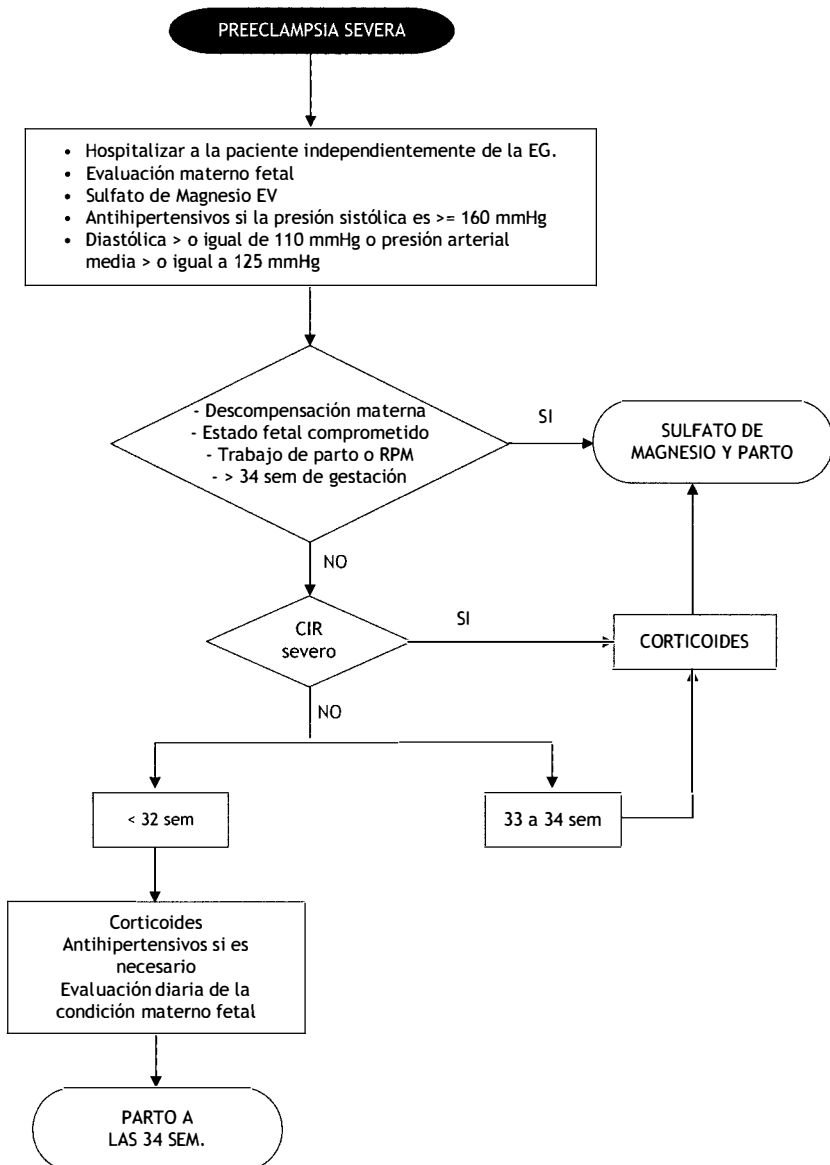 PREECLAMPSIA SEVERA
• Hospitalizar a la paciente independientemente de la EG.
• Evaluación materno fetal
• Sulfato de Magnesio EV
• Antihipertensivos si la presión sistólica es >= 160 mmHg
• Diastólica > o igual de 110 mmHg o presión arterial
media > o igual a 125 mmHg
- Descompensación materna
- Estado fetal comprometido
- Trabajo de parto o RPM
- > 34 sem de gestación
SI
SULFATO DE
MAGNESIO Y PARTO
NO
CIR
severo
SI
CORTICOIDES
NO
< 32 sem
33 a 34 sem
Corticoides
Antihipertensivos si es
necesario
Evaluación diaria de la
condición materno fetal
PARTO A
LAS 34 SEM.